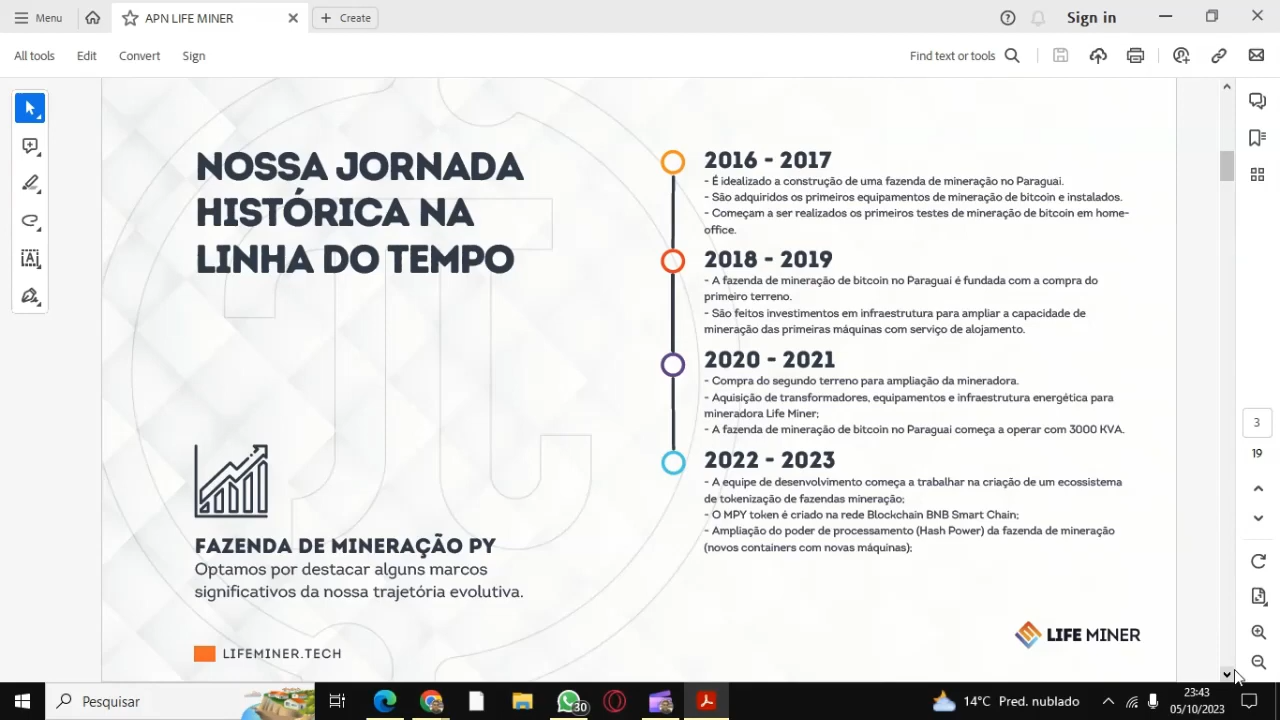 Menu
APN LIFE MINER
Create
Sign in
All tools
Edit
Convert
Sign
Find text or tools
NOSSA JORNADA
HISTÓRICA NA
LINHA DO TEMPO
FAZENDA DE MINERAÇÃO PY
Optamos por destacar alguns marcos
significativos da nossa trajetória evolutiva.
LIFEMINER.TECH
2016 - 2017
- É idealizado a construção de uma fazenda de mineração no Paraguai.
- São adquiridos os primeiros equipamentos de mineração de bitcoin e instalados.
- Começam a ser realizados os primeiros testes de mineração de bitcoin em home-
office.
2018 - 2019
- A fazenda de mineração de bitcoin no Paraguai é fundada com a compra do
primeiro terreno.
- São feitos investimentos em infraestrutura para ampliar a capacidade de
mineração das primeiras máquinas com serviço de alojamento.
2020 - 2021
- Compra do segundo terreno para ampliação da mineradora.
- Aquisição de transformadores, equipamentos e infraestrutura energética para
mineradora Life Miner;
- A fazenda de mineração de bitcoin no Paraguai começa a operar com 3000 KVA.
2022 - 2023
- A equipe de desenvolvimento começa a trabalhar na criação de um ecossistema
de tokenização de fazendas mineração;
- O MPY token é criado na rede Blockchain BNB Smart Chain;
- Ampliação do poder de processamento (Hash Power) da fazenda de mineração
(novos containers com novas máquinas);
LIFE MINER
3
19
Pesquisar
30
14°C Pred. nublado
23:43
05/10/2023